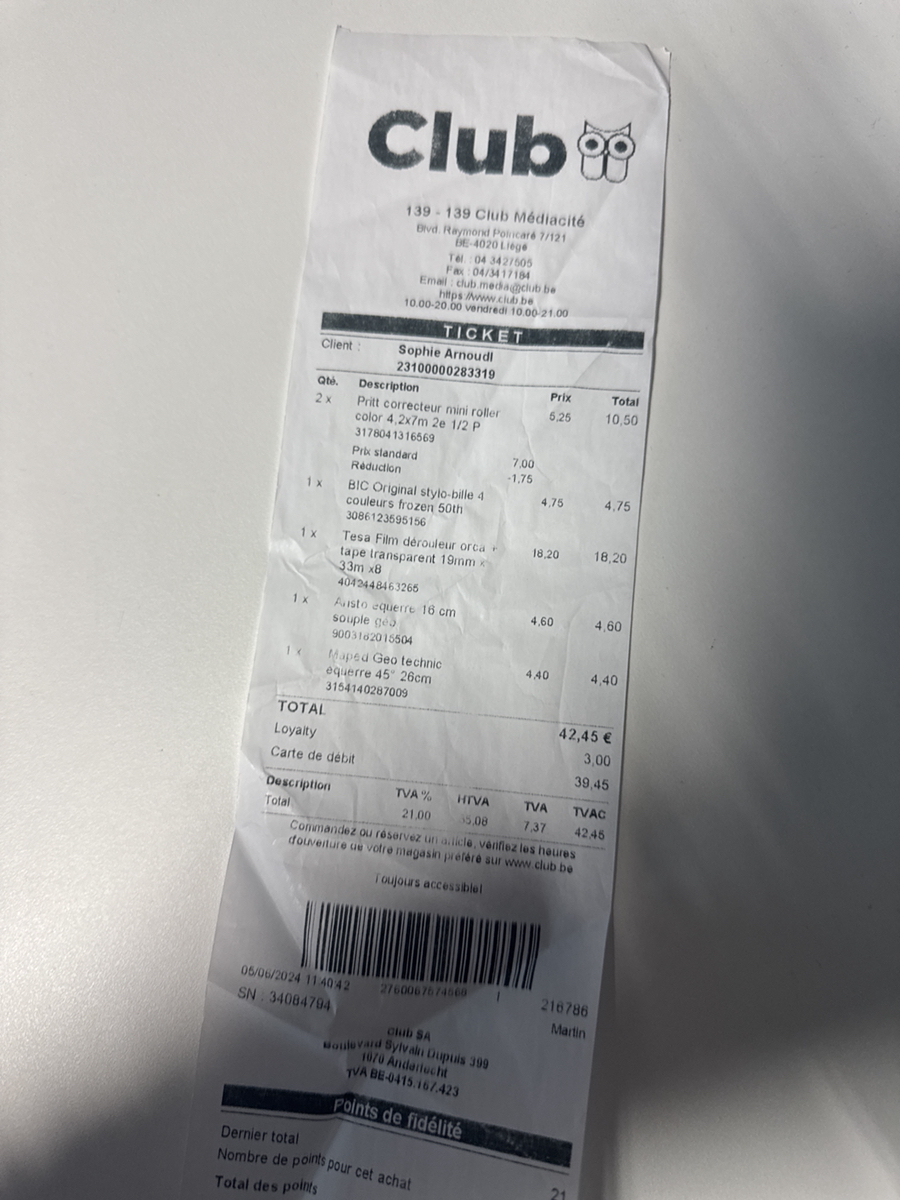 Club
139 - 139 Club Médiacité
Blvd. Raymond Poincaré 7/121
BE-4020 Liège
Tél. : 04 3427505
Fax : 04/3417184
Email : club.media@club.be
https://www.club.be
10.00-20.00 vendredi 10.00-21.00
TICKET
Client : Sophie Arnoudl
23100000283319
Qté. Description Prix Total
2 x Pritt correcteur mini roller 5,25 10,50
color 4,2x7m 2e 1/2 P
3178041316569
Prix standard 7,00
Réduction -1,75
1 x BIC Original stylo-bille 4 4,75 4,75
couleurs frozen 50th
3086123595156
1 x Tesa Film dérouleur orca + 18,20 18,20
tape transparent 19mm x
33m x8
4042448463265
1 x Aristo équerre 16 cm 4,60 4,60
souple géo
9003182015504
1 x Maped Geo technic 4,40 4,40
équerre 45° 26cm
3154140287009
TOTAL 42,45 €
Loyalty 3,00
Carte de débit 39,45
Description TVA % HTVA TVA TVAC
Total 21,00 35,08 7,37 42,45
Commandez ou réservez un article, vérifiez les heures
d'ouverture de votre magasin préféré sur www.club.be
Toujours accessible!
05/06/2024 11:40:42 216786
SN : 34084794 Martin
Club SA
Boulevard Sylvain Dupuis 399
1070 Anderlecht
TVA BE-0415.167.423
Points de fidélité
Dernier total
Nombre de points pour cet achat 21
Total des points